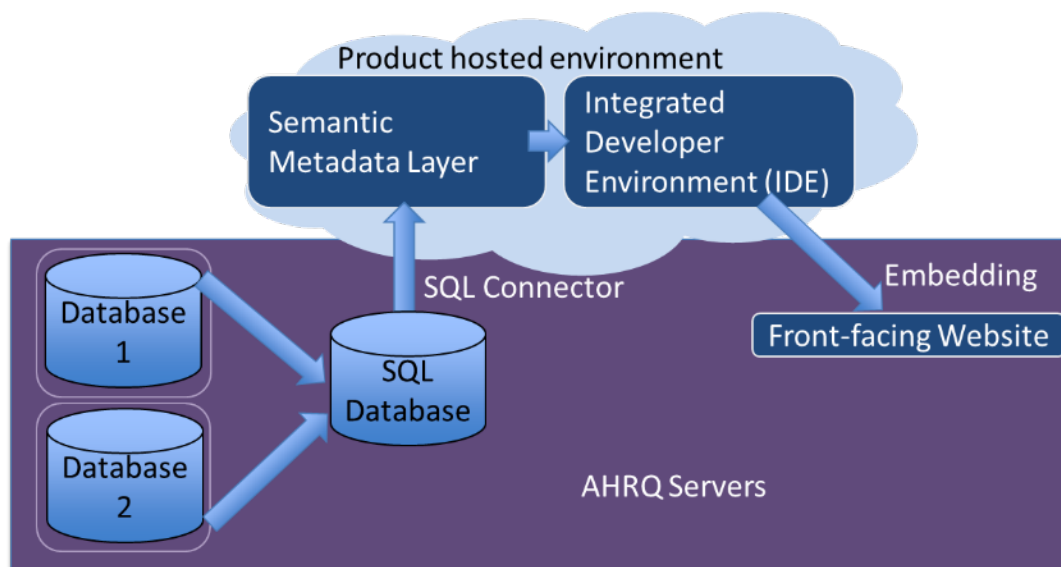 Product hosted environment
Semantic
Metadata Layer
Integrated
Developer
Environment (IDE)
SQL Connector
Embedding
Database
1
SQL
Database
Front-facing Website
Database
2
AHRQ Servers